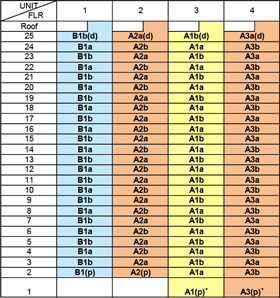 UNIT 1 2 3 4
FLR
Roof
25 B1b(d) A2a(d) A1b(d) A3a(d)
24 B1a A2b A1a A3b
23 B1b A2a A1b A3a
22 B1a A2b A1a A3b
21 B1b A2a A1b A3a
20 B1a A2b A1a A3b
19 B1b A2a A1b A3a
18 B1a A2b A1a A3b
17 B1b A2a A1b A3a
16 B1a A2b A1a A3b
15 B1b A2a A1b A3a
14 B1a A2b A1a A3b
13 B1b A2a A1b A3a
12 B1a A2b A1a A3b
11 B1b A2a A1b A3a
10 B1a A2b A1a A3b
9 B1b A2a A1b A3a
8 B1a A2b A1a A3b
7 B1b A2a A1b A3a
6 B1a A2b A1a A3b
5 B1b A2a A1b A3a
4 B1a A2b A1a A3b
3 B1b A2a A1b A3a
2 B1(p) A2(p) A1a A3b
1 A1(p)* A3(p)*